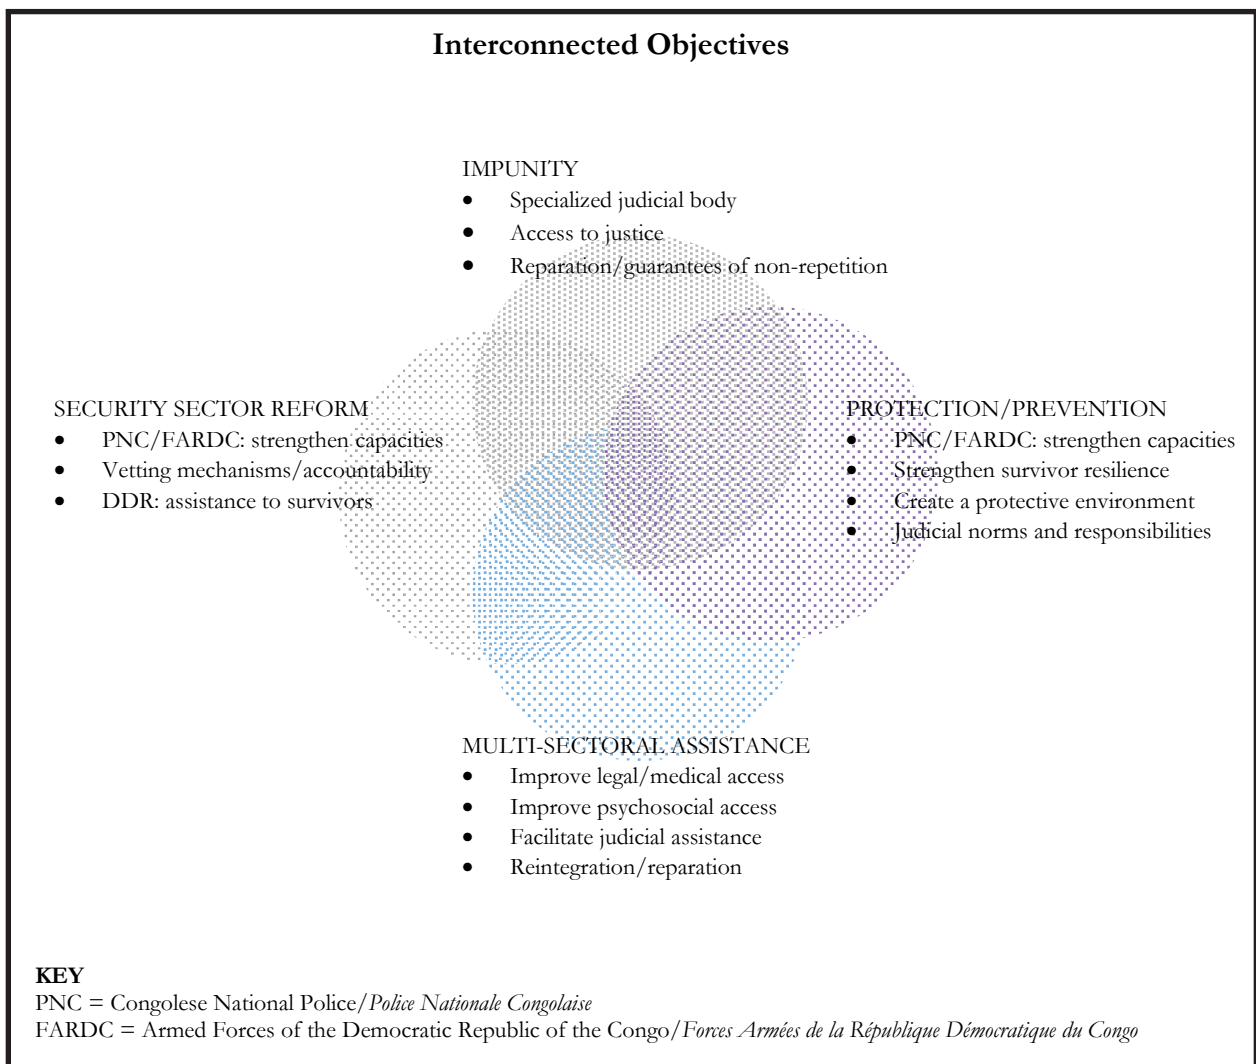 Interconnected Objectives
IMPUNITY
• Specialized judicial body
• Access to justice
• Reparation/guarantees of non-repetition
SECURITY SECTOR REFORM
• PNC/FARDC: strengthen capacities
• Vetting mechanisms/accountability
• DDR: assistance to survivors
PROTECTION/PREVENTION
• PNC/FARDC: strengthen capacities
• Strengthen survivor resilience
• Create a protective environment
• Judicial norms and responsibilities
MULTI-SECTORAL ASSISTANCE
• Improve legal/medical access
• Improve psychosocial access
• Facilitate judicial assistance
• Reintegration/reparation
KEY
PNC = Congolese National Police/Police Nationale Congolaise
FARDC = Armed Forces of the Democratic Republic of the Congo/Forces Armées de la République Démocratique du Congo